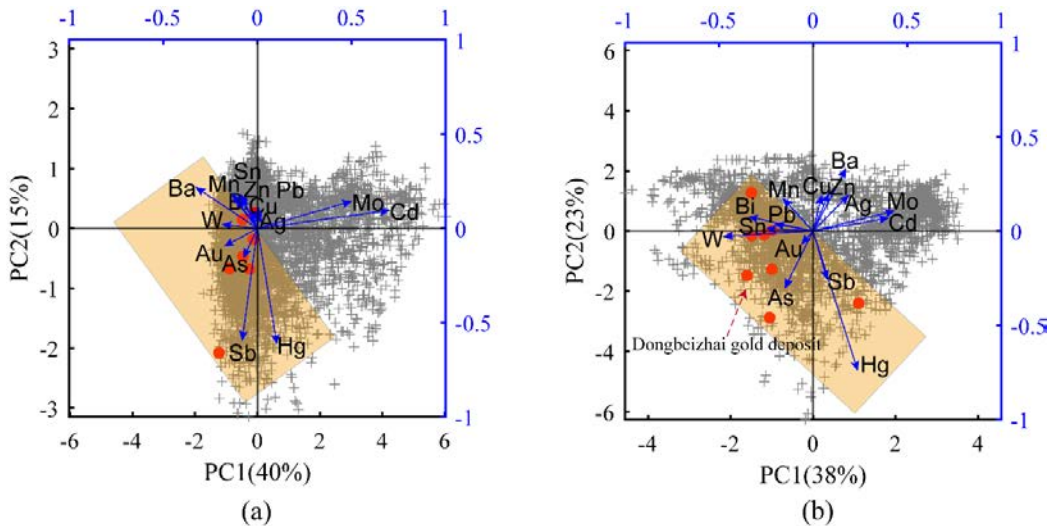 -1 -0.5 0 0.5 1
3 2 1 0 -1 -2 -3
1 0.5 0 -0.5 -1
PC2(15%)
Sn
Ba Mn Zn Pb
B Cu
W Ag Mo Cd
Au As
Sb Hg
-6 -4 -2 0 2 4 6
PC1(40%)
(a)
-1 -0.5 0 0.5 1
6 4 2 0 -2 -4 -6
1 0.5 0 -0.5 -1
PC2(23%)
Ba
Mn Cu Zn
Bi Pb Ag Mo
W Sn Au Cd
As Sb
Dongbeizhai gold deposit
Hg
-4 -2 0 2 4
PC1(38%)
(b)